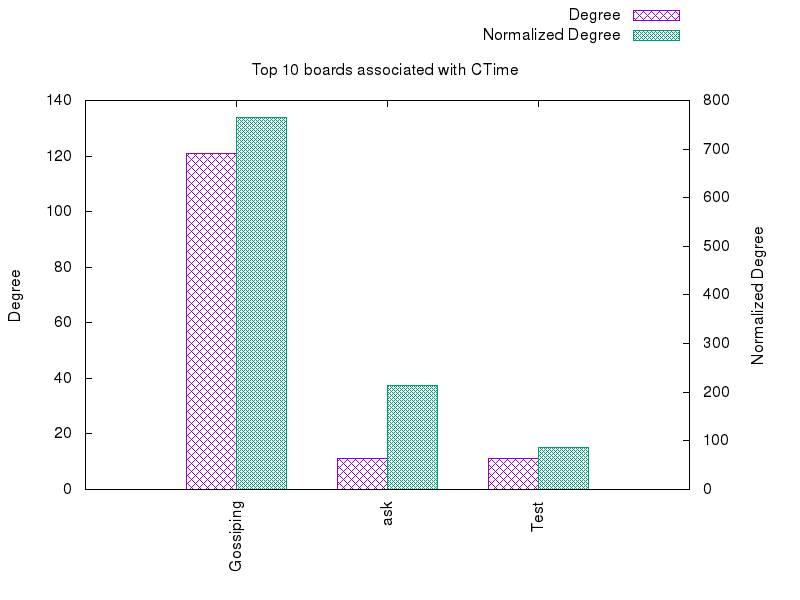 Degree
Normalized Degree
Top 10 boards associated with CTime
140
120
100
80
60
40
20
0
800
700
600
500
400
300
200
100
0
Degree
Normalized Degree
Gossiping
ask
Test